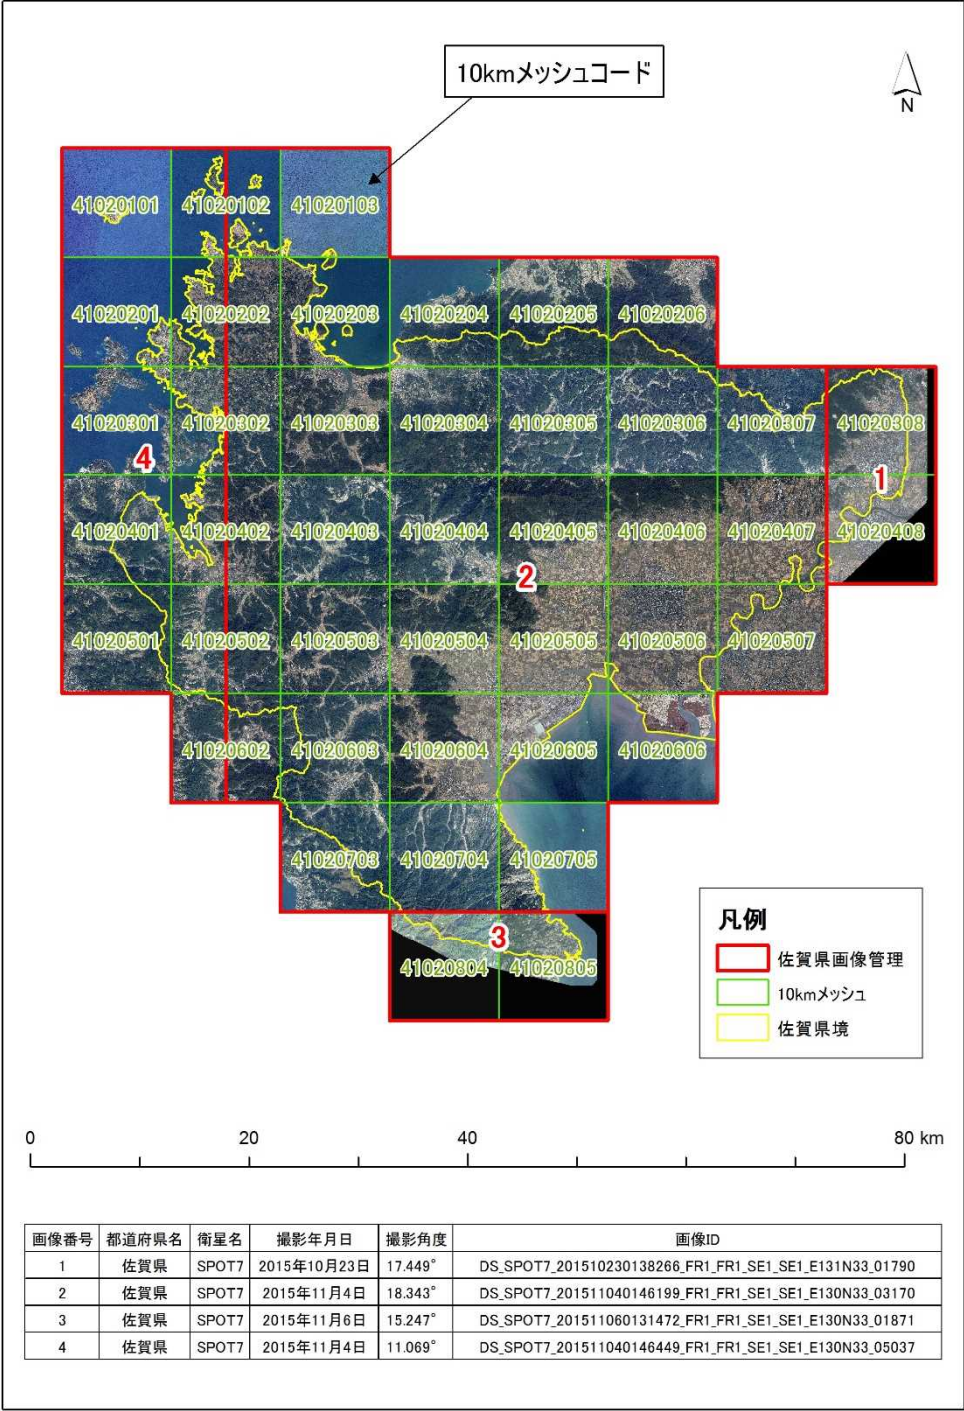 10kmメッシュコード
N
41020101 41020102 41020103
41020201 41020202 41020203 41020204 41020205 41020206
41020301 41020302 41020303 41020304 41020305 41020306 41020307 41020308
4
1
41020401 41020402 41020403 41020404 41020405 41020406 41020407 41020408
2
41020501 41020502 41020503 41020504 41020505 41020506 41020507
41020602 41020603 41020604 41020605 41020606
41020703 41020704 41020705
3
41020804 41020805
凡例
佐賀県画像管理
10kmメッシュ
佐賀県境
0 20 40 80 km
画像番号 都道府県名 衛星名 撮影年月日 撮影角度 画像ID
1 佐賀県 SPOT7 2015年10月23日 17.449° DS_SPOT7_201510230138266_FR1_FR1_SE1_SE1_E131N33_01790
2 佐賀県 SPOT7 2015年11月4日 18.343° DS_SPOT7_201511040146199_FR1_FR1_SE1_SE1_E130N33_03170
3 佐賀県 SPOT7 2015年11月6日 15.247° DS_SPOT7_201511060131472_FR1_FR1_SE1_SE1_E130N33_01871
4 佐賀県 SPOT7 2015年11月4日 11.069° DS_SPOT7_201511040146449_FR1_FR1_SE1_SE1_E130N33_05037